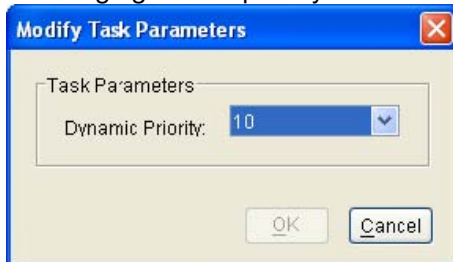 Modify Task Parameters
Task Parameters
Dynamic Priority:
10
OK
Cancel